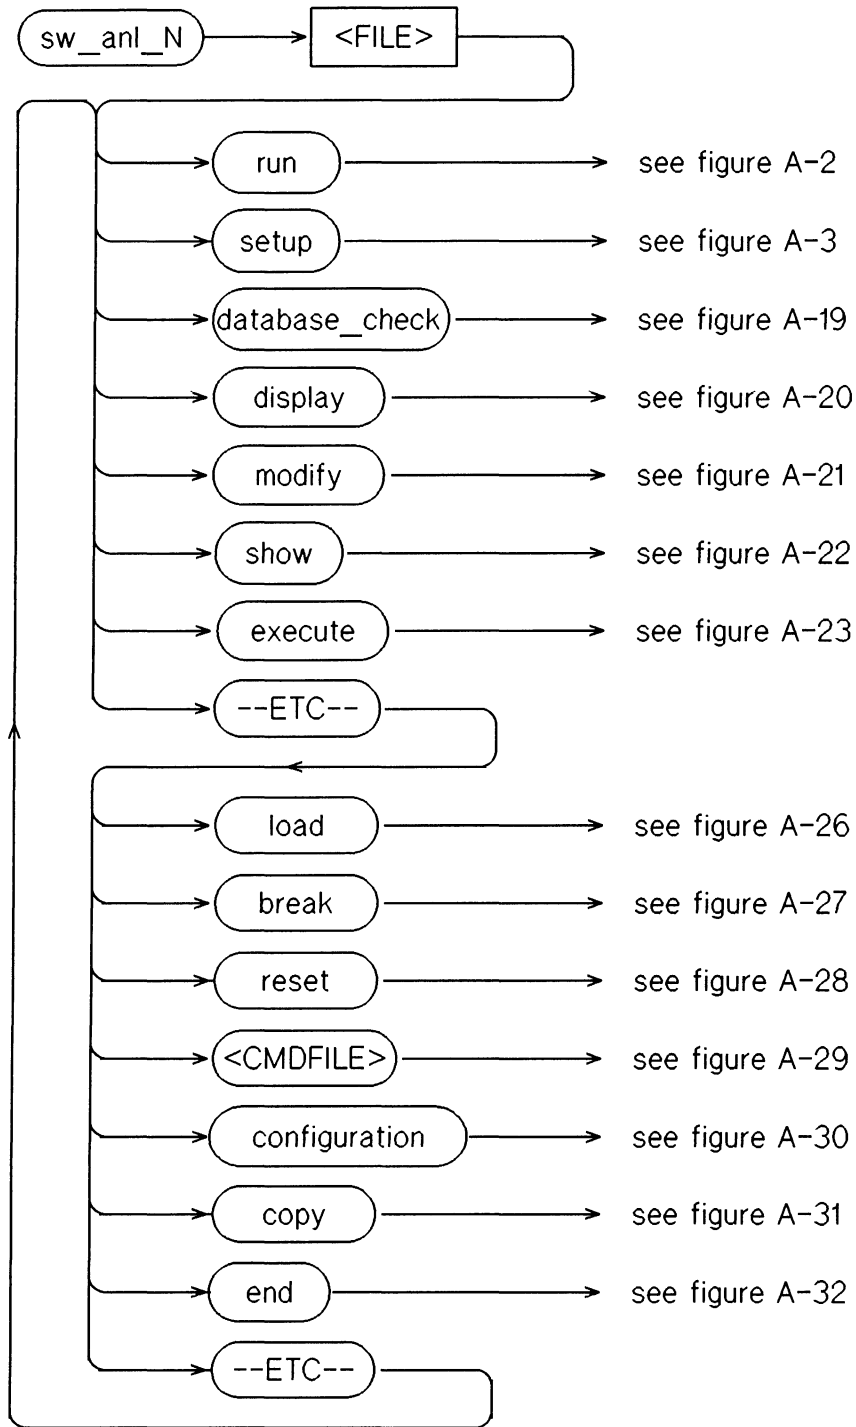 sw_anl_N <FILE>
run see figure A-2
setup see figure A-3
database_check see figure A-19
display see figure A-20
modify see figure A-21
show see figure A-22
execute see figure A-23
--ETC--
load see figure A-26
break see figure A-27
reset see figure A-28
<CMDFILE> see figure A-29
configuration see figure A-30
copy see figure A-31
end see figure A-32
--ETC--